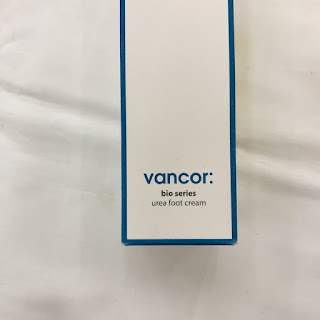 vancor:
bio series
urea foot cream